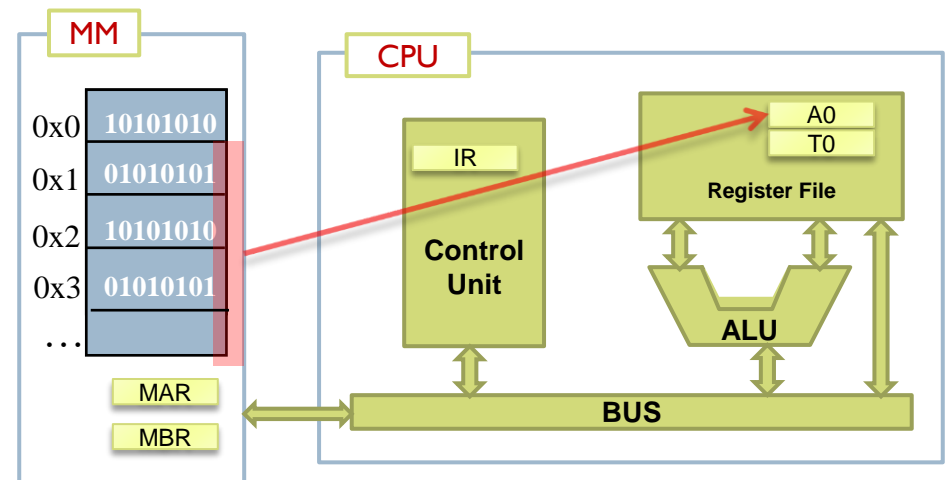 MM
CPU
0x0 10101010
0x1 01010101
0x2 10101010
0x3 01010101
...
MAR
MBR
IR
Control
Unit
A0
T0
Register File
ALU
BUS